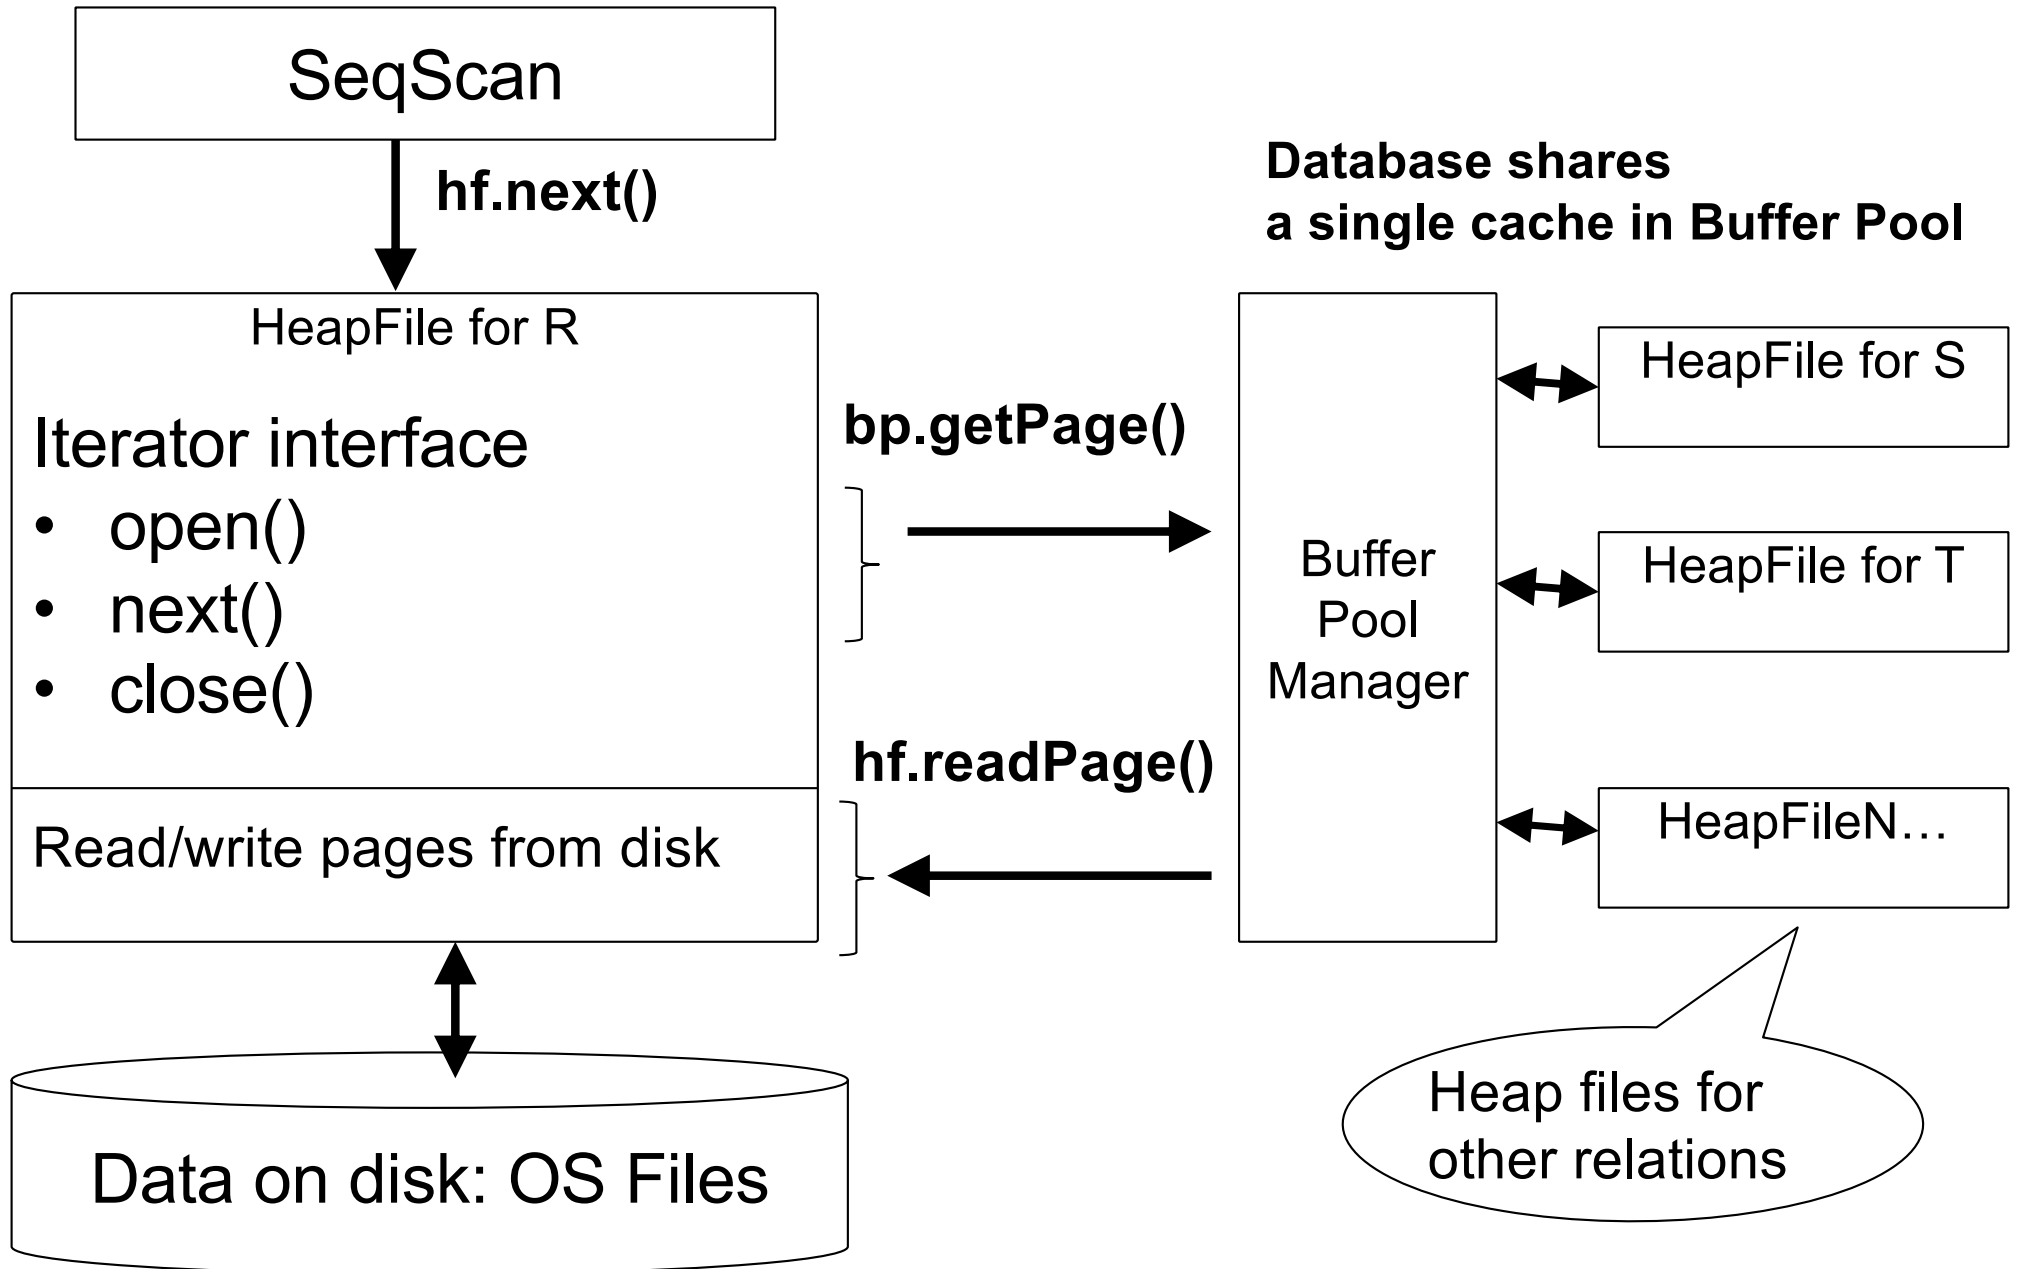 SeqScan
hf.next()
Database shares
a single cache in Buffer Pool
HeapFile for R
Iterator interface
• open()
• next()
• close()
Read/write pages from disk
bp.getPage()
hf.readPage()
Buffer
Pool
Manager
HeapFile for S
HeapFile for T
HeapFileN…
Heap files for
other relations
Data on disk: OS Files